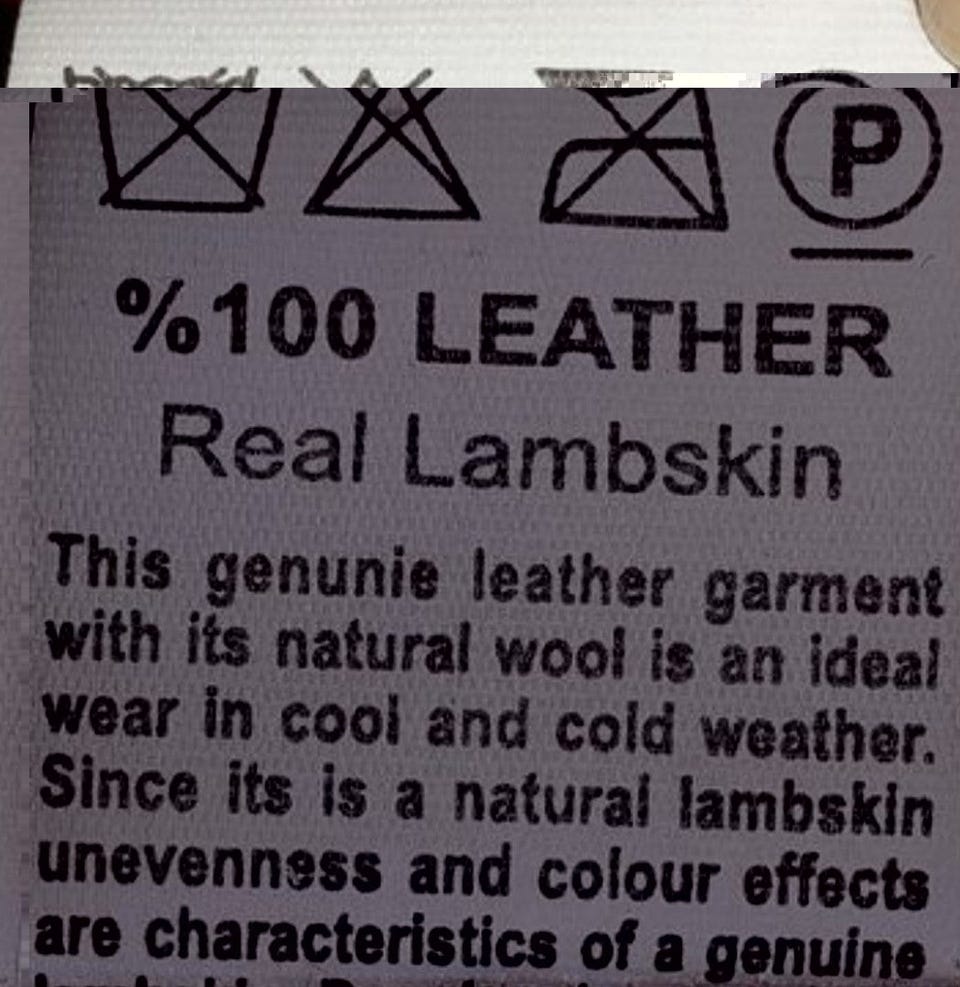 P
%100 LEATHER
Real Lambskin
This genunie leather garment
with its natural wool is an ideal
wear in cool and cold weather.
Since its is a natural lambskin
unevenness and colour effects
are characteristics of a genuine